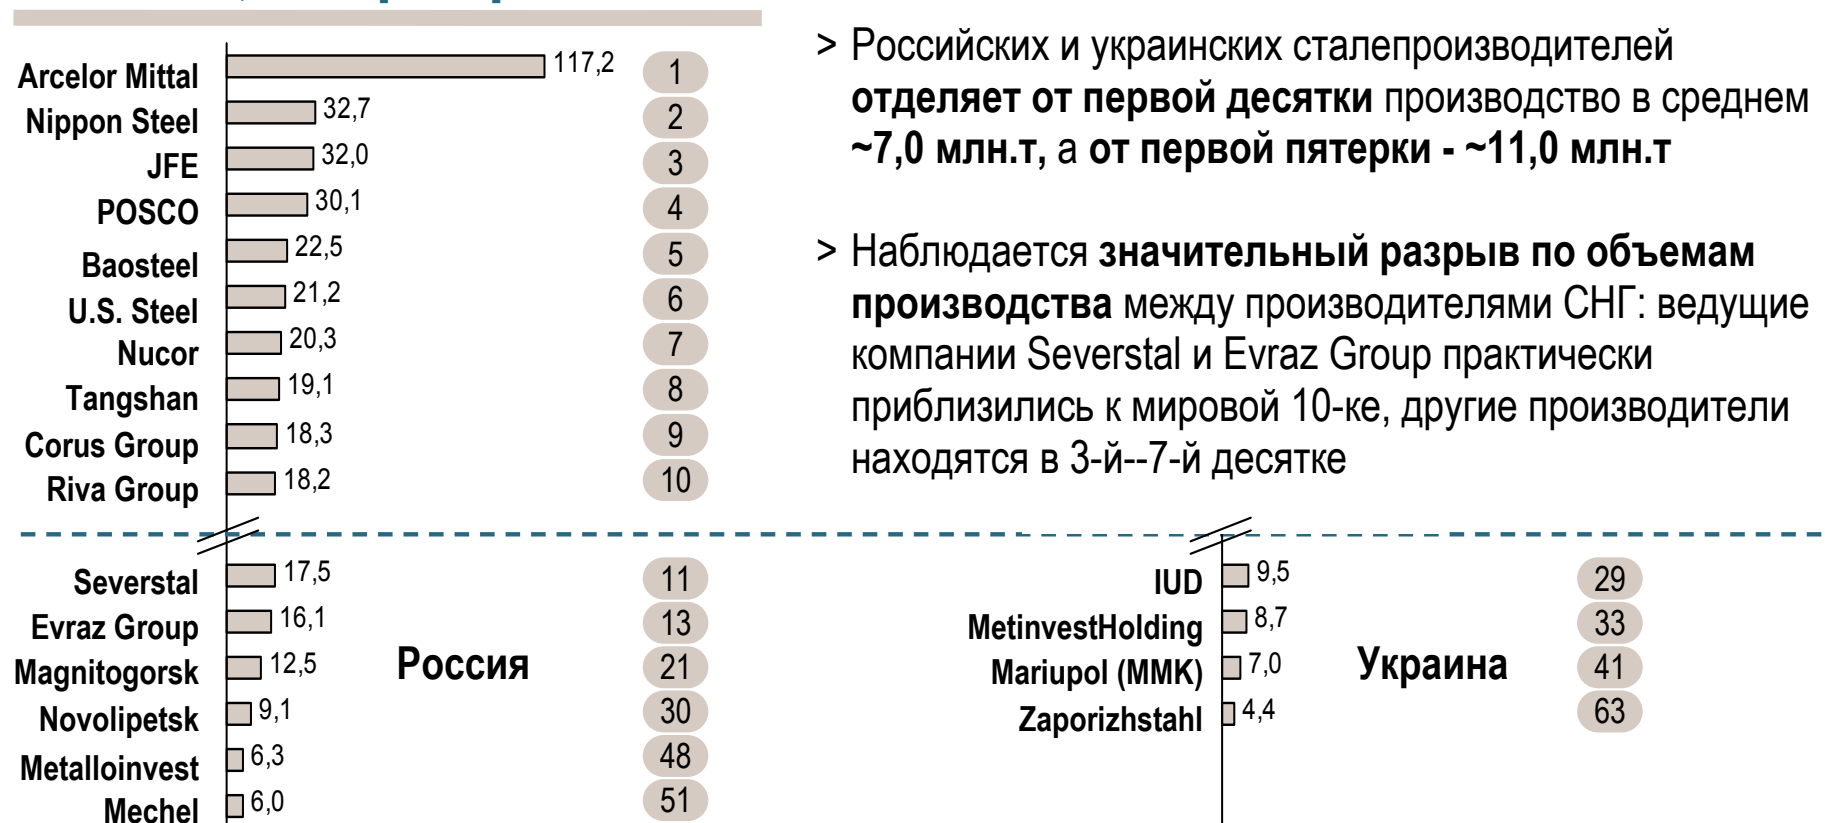 Arcelor Mittal 117,2 1
Nippon Steel 32,7 2
JFE 32,0 3
POSCO 30,1 4
Baosteel 22,5 5
U.S. Steel 21,2 6
Nucor 20,3 7
Tangshan 19,1 8
Corus Group 18,3 9
Riva Group 18,2 10
> Российских и украинских сталепроизводителей
отделяет от первой десятки производство в среднем
~7,0 млн.т, а от первой пятерки - ~11,0 млн.т
> Наблюдается значительный разрыв по объемам
производства между производителями СНГ: ведущие
компании Severstal и Evraz Group практически
приблизились к мировой 10-ке, другие производители
находятся в 3-й--7-й десятке
Severstal 17,5 11
Evraz Group 16,1 13
Magnitogorsk 12,5 21
Novolipetsk 9,1 30
Metalloinvest 6,3 48
Mechel 6,0 51
Россия
IUD 9,5 29
MetinvestHolding 8,7 33
Mariupol (MMK) 7,0 41
Zaporizhstahl 4,4 63
Украина